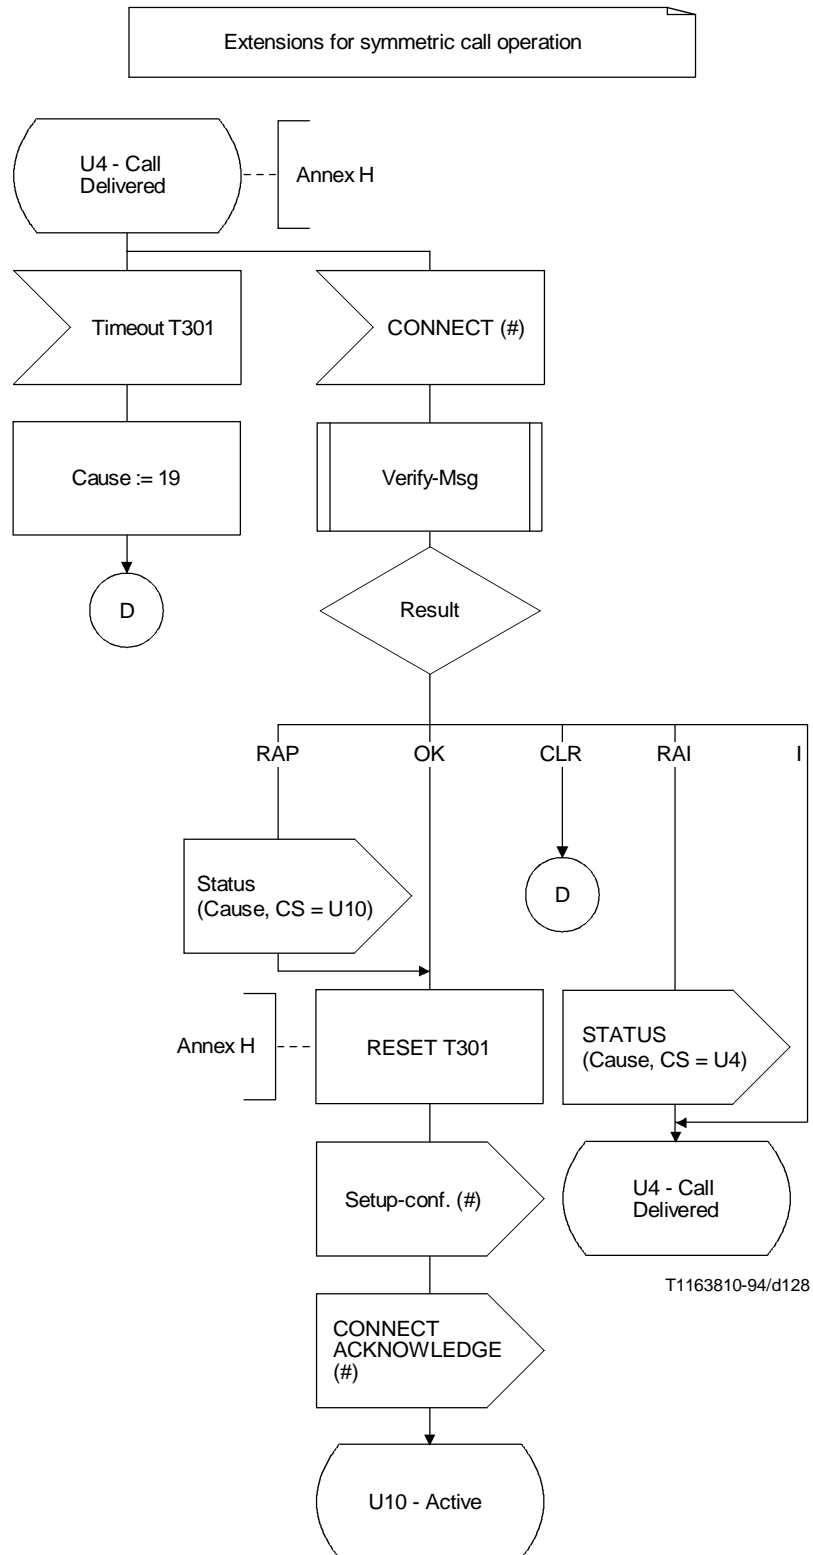 Extensions for symmetric call operation
U4 - Call
Delivered
Annex H
Timeout T301
CONNECT (#)
Cause := 19
Verify-Msg
D
Result
RAP
OK
CLR
RAI
I
Status
(Cause, CS = U10)
D
Annex H
RESET T301
STATUS
(Cause, CS = U4)
Setup-conf. (#)
U4 - Call
Delivered
T1163810-94/d128
CONNECT
ACKNOWLEDGE
(#)
U10 - Active